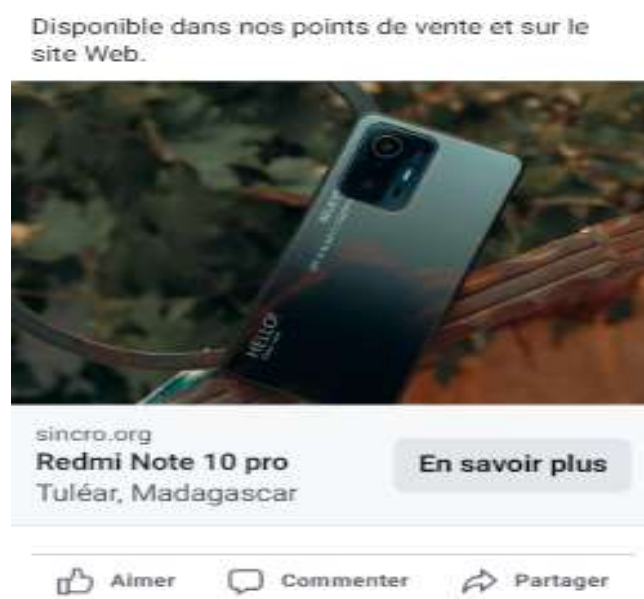 Disponible dans nos points de vente et sur le
site Web.
HELLO!
sincro.org
Redmi Note 10 pro
En savoir plus
Tuléar, Madagascar
Aimer
Commenter
Partager